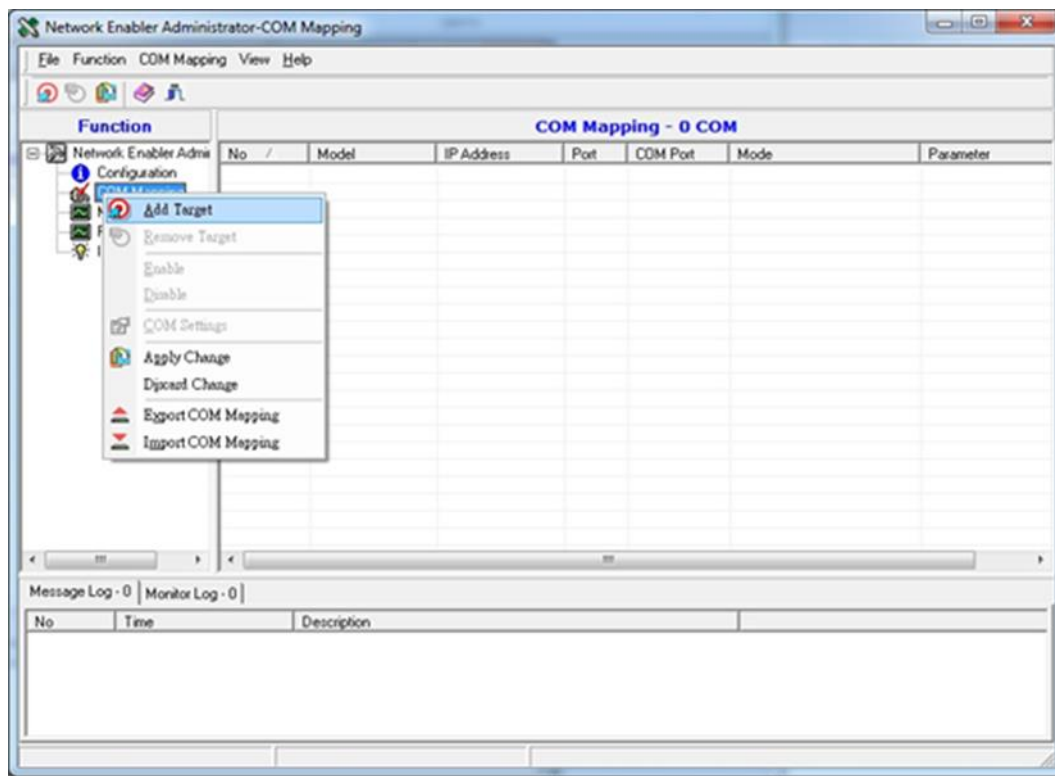 Network Enabler Administrator-COM Mapping
File Function COM Mapping View Help
Function
COM Mapping - 0 COM
Network Enabler Admi
Configuration
COM Mapping
No / Model IP Address Port COM Port Mode Parameter
Add Target
Remove Target
Enable
Disable
COM Settings
Apply Change
Discard Change
Export COM Mapping
Import COM Mapping
Message Log - 0 Monitor Log - 0
No Time Description